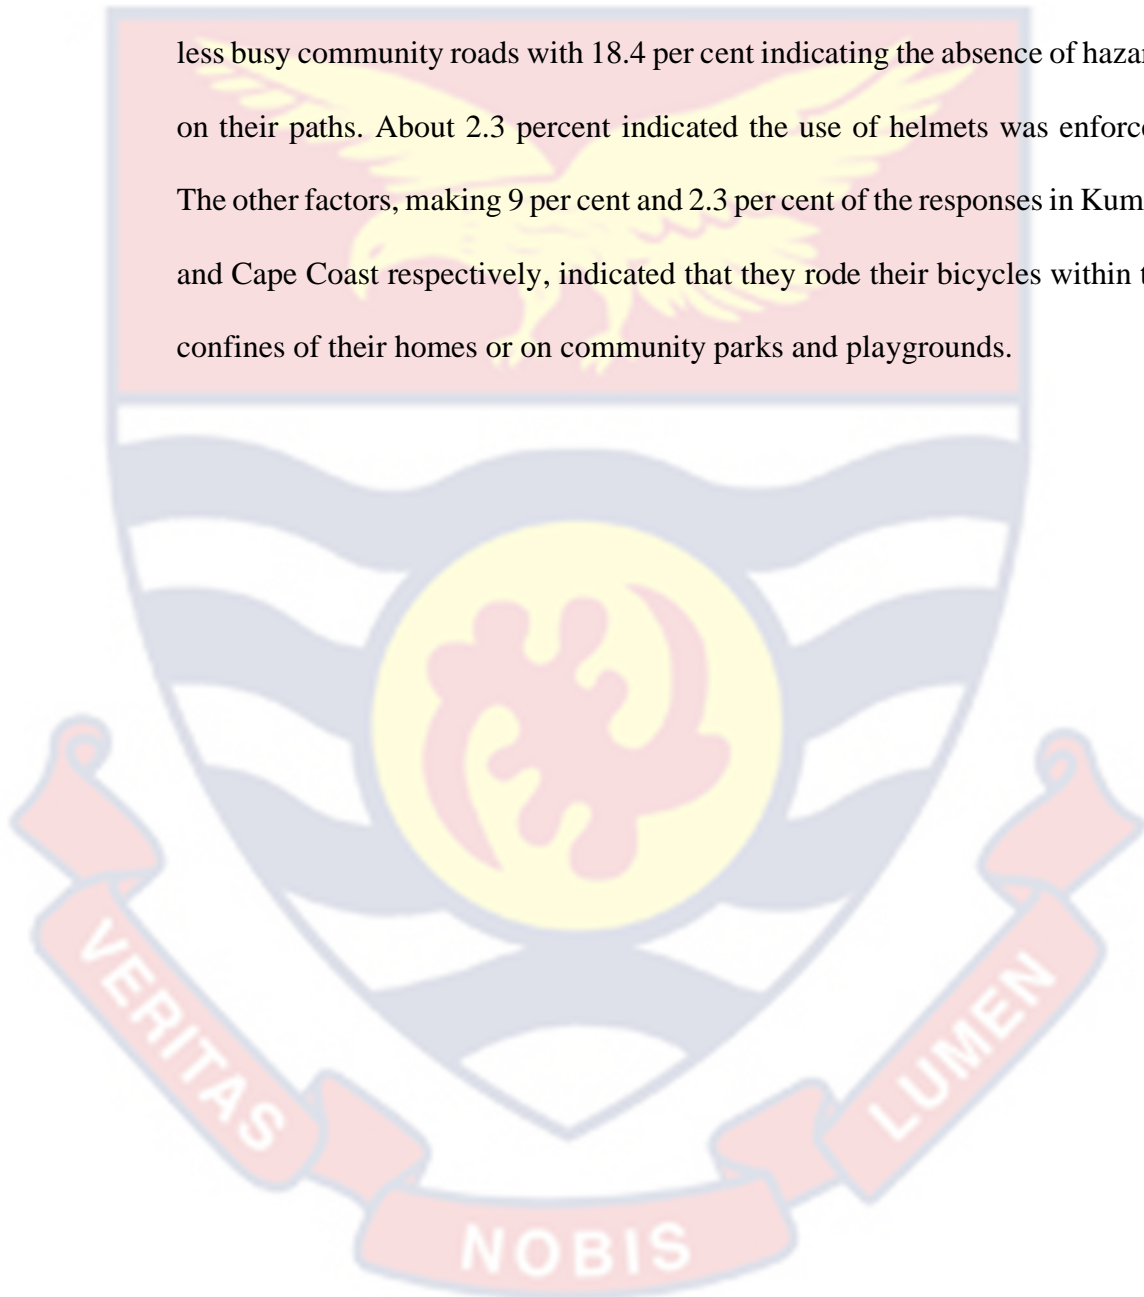 less busy community roads with 18.4 per cent indicating the absence of hazar
on their paths. About 2.3 percent indicated the use of helmets was enforce
The other factors, making 9 per cent and 2.3 per cent of the responses in Kum
and Cape Coast respectively, indicated that they rode their bicycles within t
confines of their homes or on community parks and playgrounds.
VERITAS
NOBIS
LUMEN